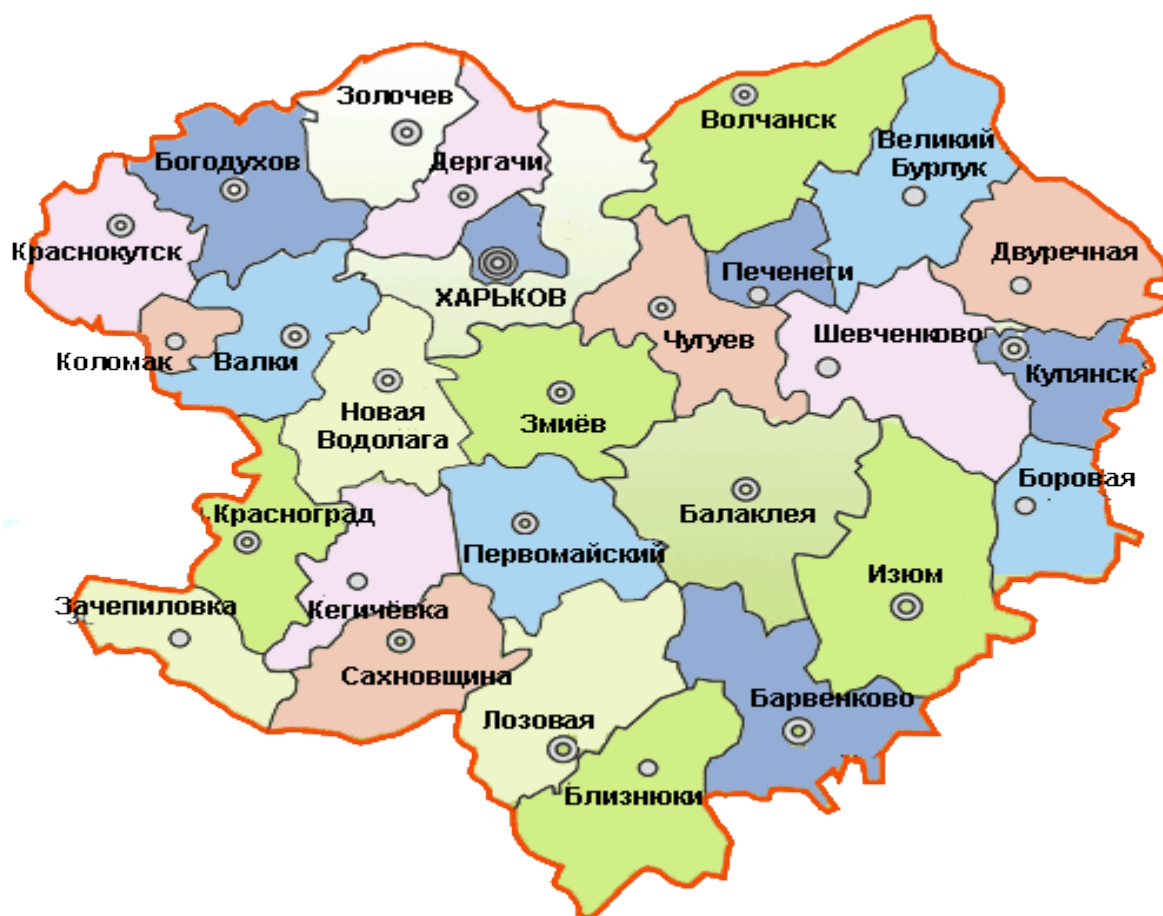 Золочев
Волчанск
Великий
Бурлук
Богодухов
Дергачи
Краснокутск
Двуречная
Печенеги
ХАРЬКОВ
Чугуёв
Шевченково
Коломак
Валки
Купянск
Новая
Водолага
Змиёв
Боровая
Красноград
Балаклея
Первомайский
Изюм
Зачепиловка
Кегичёвка
Сахновщина
Барвенково
Лозовая
Близнюки